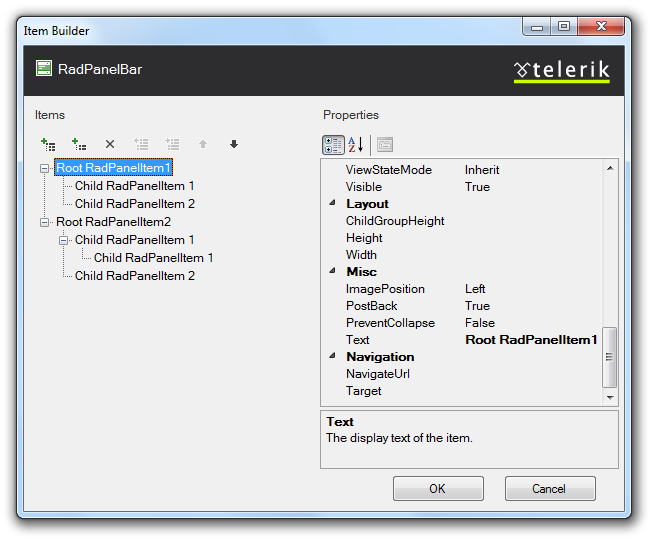 Item Builder
RadPanelBar
telerik
Items
Properties
A
Z
Root RadPanelItem1
Child RadPanelItem 1
Child RadPanelItem 2
Root RadPanelItem2
Child RadPanelItem 1
Child RadPanelItem 1
Child RadPanelItem 2
ViewStateMode Inherit
Visible True
Layout
ChildGroupHeight
Height
Width
Misc
ImagePosition Left
PostBack True
PreventCollapse False
Text Root RadPanelItem1
Navigation
NavigateUrl
Target
Text
The display text of the item.
OK Cancel